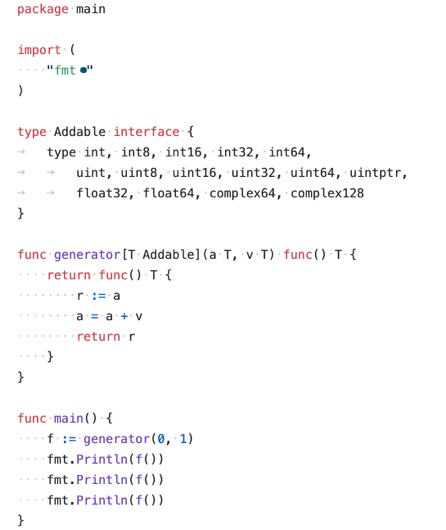 package main
import (
"fmt"
)
type Addable interface {
type int, int8, int16, int32, int64,
uint, uint8, uint16, uint32, uint64, uintptr,
float32, float64, complex64, complex128
}
func generator[T Addable](a T, v T) func() T {
return func() T {
r := a
a = a + v
return r
}
}
func main() {
f := generator(0, 1)
fmt.Println(f())
fmt.Println(f())
fmt.Println(f())
}